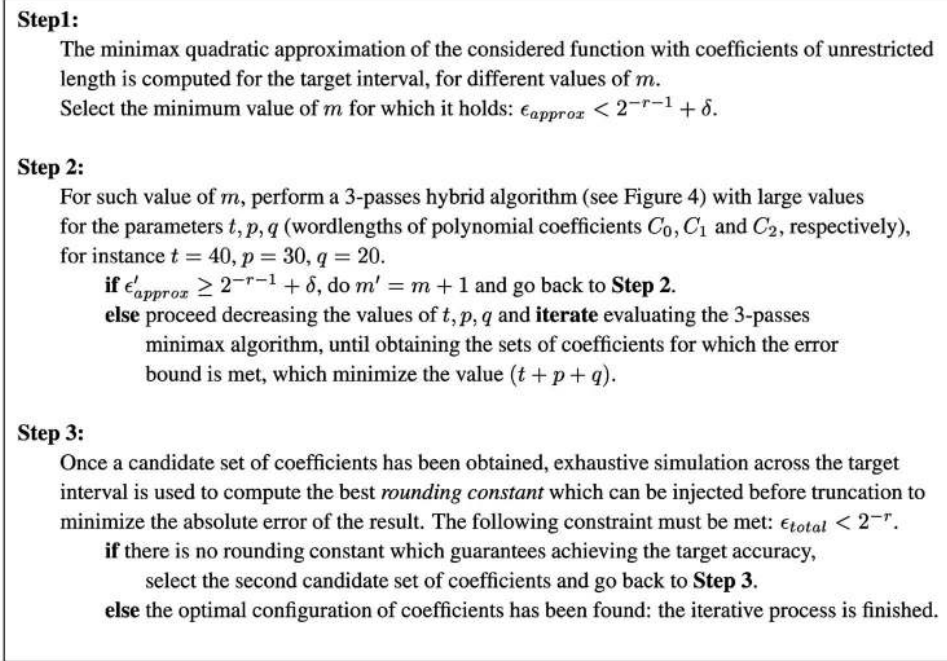 Step1:
The minimax quadratic approximation of the considered function with coefficients of unrestricted
length is computed for the target interval, for different values of m.
Select the minimum value of m for which it holds: ϵ_approx < 2^{−r−1} + δ.
Step 2:
For such value of m, perform a 3-passes hybrid algorithm (see Figure 4) with large values
for the parameters t, p, q (wordlengths of polynomial coefficients C_0, C_1 and C_2, respectively),
for instance t = 40, p = 30, q = 20.
if ϵ'_approx ≥ 2^{−r−1} + δ, do m' = m + 1 and go back to Step 2.
else proceed decreasing the values of t, p, q and iterate evaluating the 3-passes
minimax algorithm, until obtaining the sets of coefficients for which the error
bound is met, which minimize the value (t + p + q).
Step 3:
Once a candidate set of coefficients has been obtained, exhaustive simulation across the target
interval is used to compute the best rounding constant which can be injected before truncation to
minimize the absolute error of the result. The following constraint must be met: ϵ_total < 2^{−r}.
if there is no rounding constant which guarantees achieving the target accuracy,
select the second candidate set of coefficients and go back to Step 3.
else the optimal configuration of coefficients has been found: the iterative process is finished.